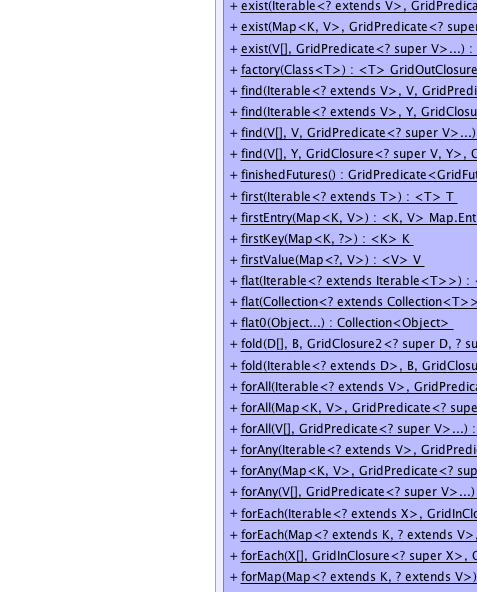 + exist(Iterable<? extends V>, GridPredica
+ exist(Map<K, V>, GridPredicate<? super
+ exist(V[], GridPredicate<? super V>...) :
+ factory(Class<T>) : <T> GridOutClosure
+ find(Iterable<? extends V>, V, GridPredi
+ find(Iterable<? extends V>, Y, GridClosu
+ find(V[], V, GridPredicate<? super V>...)
+ find(V[], Y, GridClosure<? super V, Y>, G
+ finishedFutures() : GridPredicate<GridFut
+ first(Iterable<? extends T>) : <T> T
+ firstEntry(Map<K, V>) : <K, V> Map.Ent
+ firstKey(Map<K, ?>) : <K> K
+ firstValue(Map<?, V>) : <V> V
+ flat(Iterable<? extends Iterable<T>>) : <
+ flat(Collection<? extends Collection<T>>
+ flat0(Object...) : Collection<Object>
+ fold(D[], B, GridClosure2<? super D, ? su
+ fold(Iterable<? extends D>, B, GridClosu
+ forAll(Iterable<? extends V>, GridPredica
+ forAll(Map<K, V>, GridPredicate<? supe
+ forAll(V[], GridPredicate<? super V>...) :
+ forAny(Iterable<? extends V>, GridPredi
+ forAny(Map<K, V>, GridPredicate<? sup
+ forAny(V[], GridPredicate<? super V>...)
+ forEach(Iterable<? extends X>, GridInClo
+ forEach(Map<? extends K, ? extends V>,
+ forEach(X[], GridInClosure<? super X>, G
+ forMap(Map<? extends K, ? extends V>)